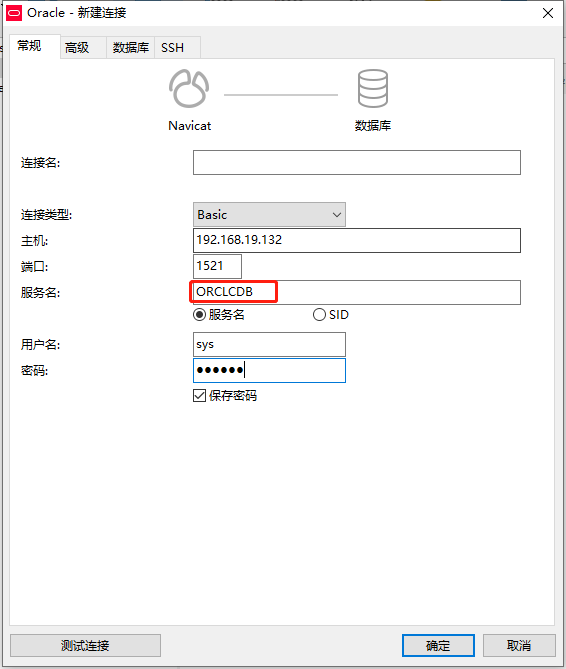 Oracle - 新建连接
常规 高级 数据库 SSH
Navicat 数据库
连接名:
连接类型: Basic
主机: 192.168.19.132
端口: 1521
服务名: ORCLCDB
服务名 SID
用户名: sys
密码: ●●●●●●
保存密码
测试连接 确定 取消